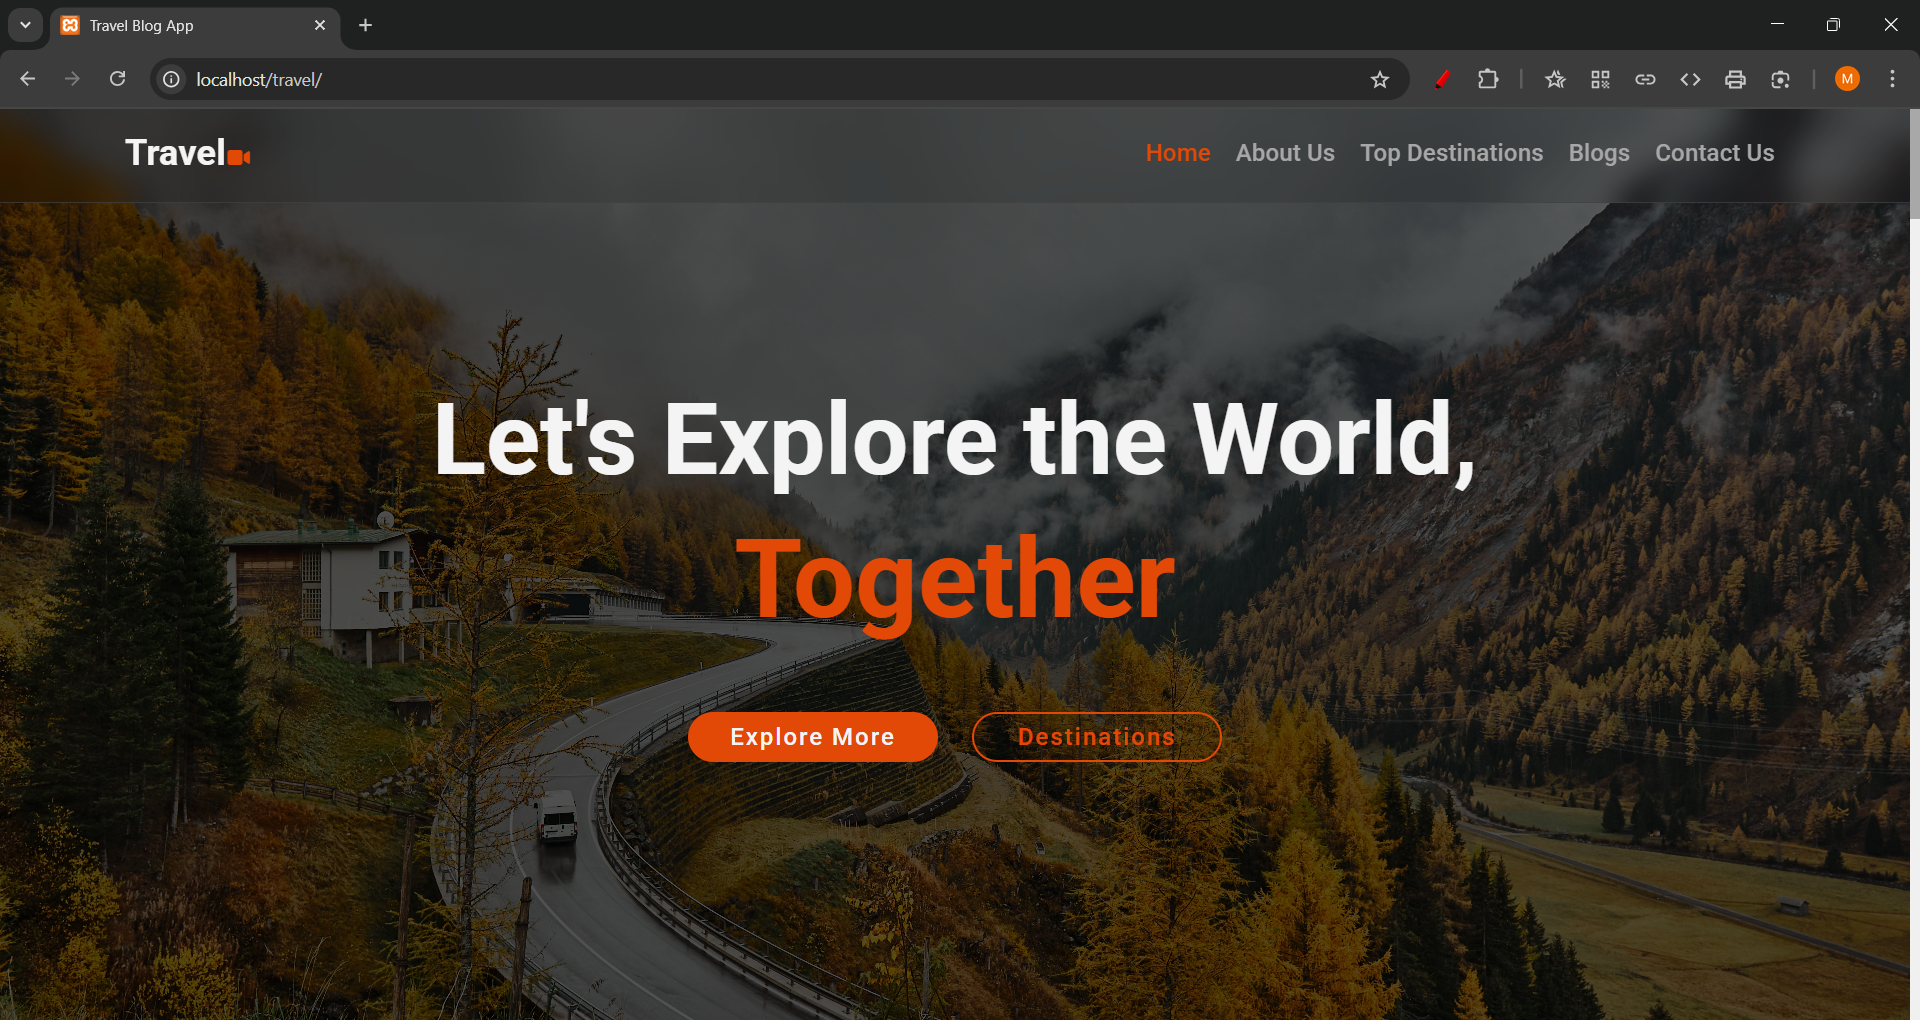 Travel Blog App
localhost/travel/
M
Travel
Home About Us Top Destinations Blogs Contact Us
Let's Explore the World,
Together
Explore More Destinations